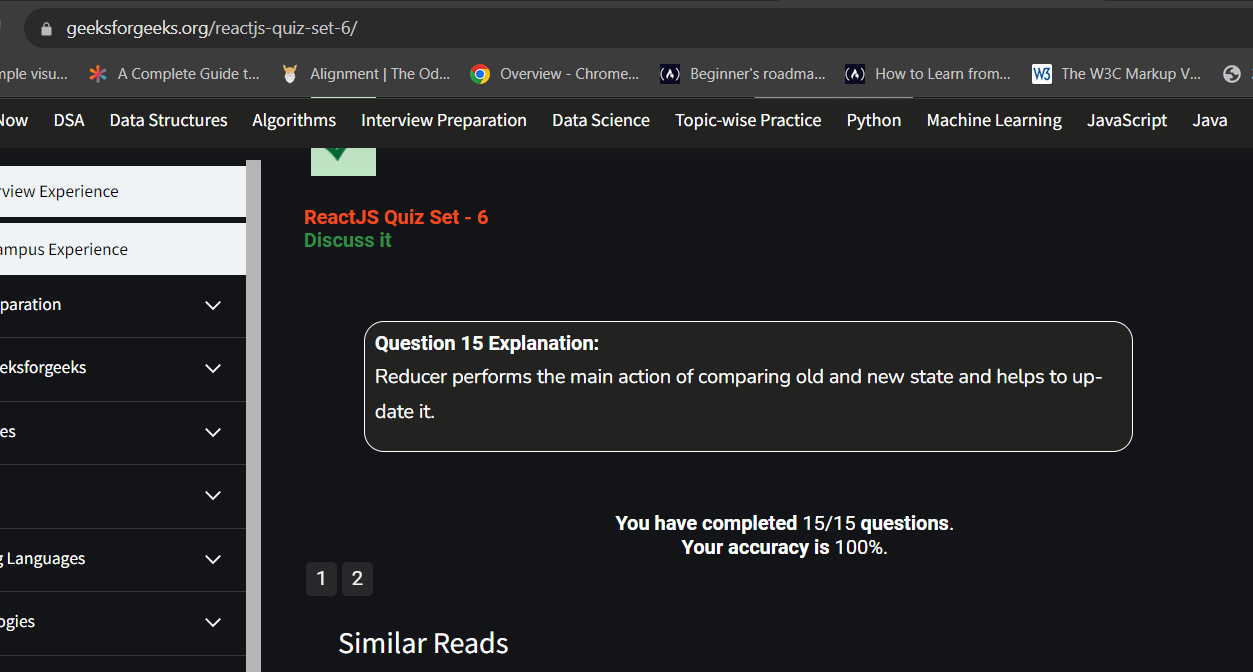 geeksforgeeks.org/reactjs-quiz-set-6/
mple visu... A Complete Guide t... Alignment | The Od... Overview - Chrome... Beginner's roadma... How to Learn from... W3 The W3C Markup V...
Now DSA Data Structures Algorithms Interview Preparation Data Science Topic-wise Practice Python Machine Learning JavaScript Java
rview Experience
ampus Experience
paration
eksforgeeks
es
g Languages
ogies
ReactJS Quiz Set - 6
Discuss it
Question 15 Explanation:
Reducer performs the main action of comparing old and new state and helps to up-
date it.
You have completed 15/15 questions.
Your accuracy is 100%.
1 2
Similar Reads